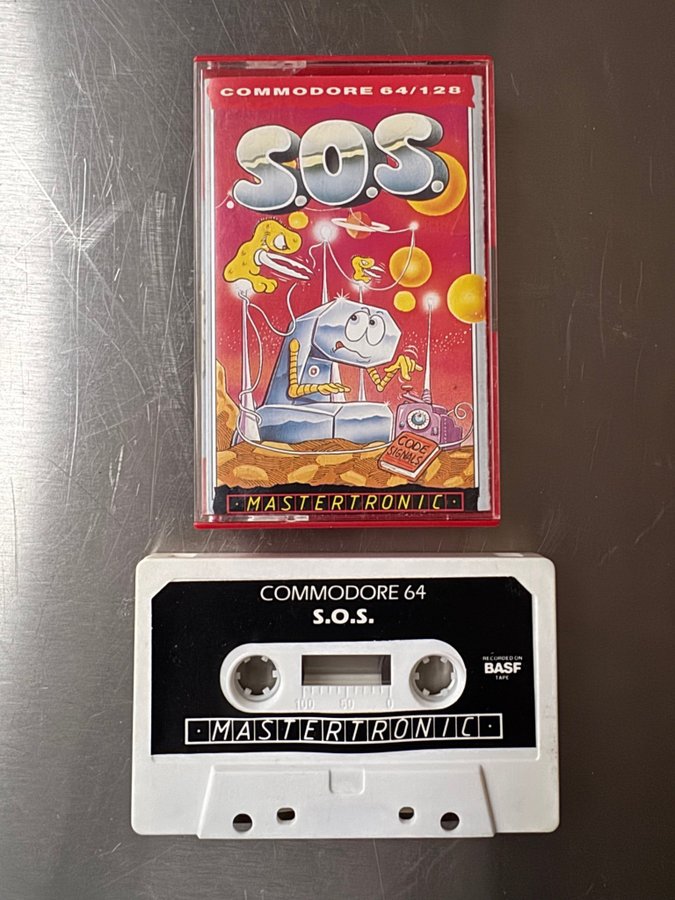 COMMODORE 64/128
S.O.S.
CODE
SIGNALS
·MASTERTRONIC·
COMMODORE 64
S.O.S.
RECORDED ON
BASF
TAPE
100 50 0
·MASTERTRONIC·